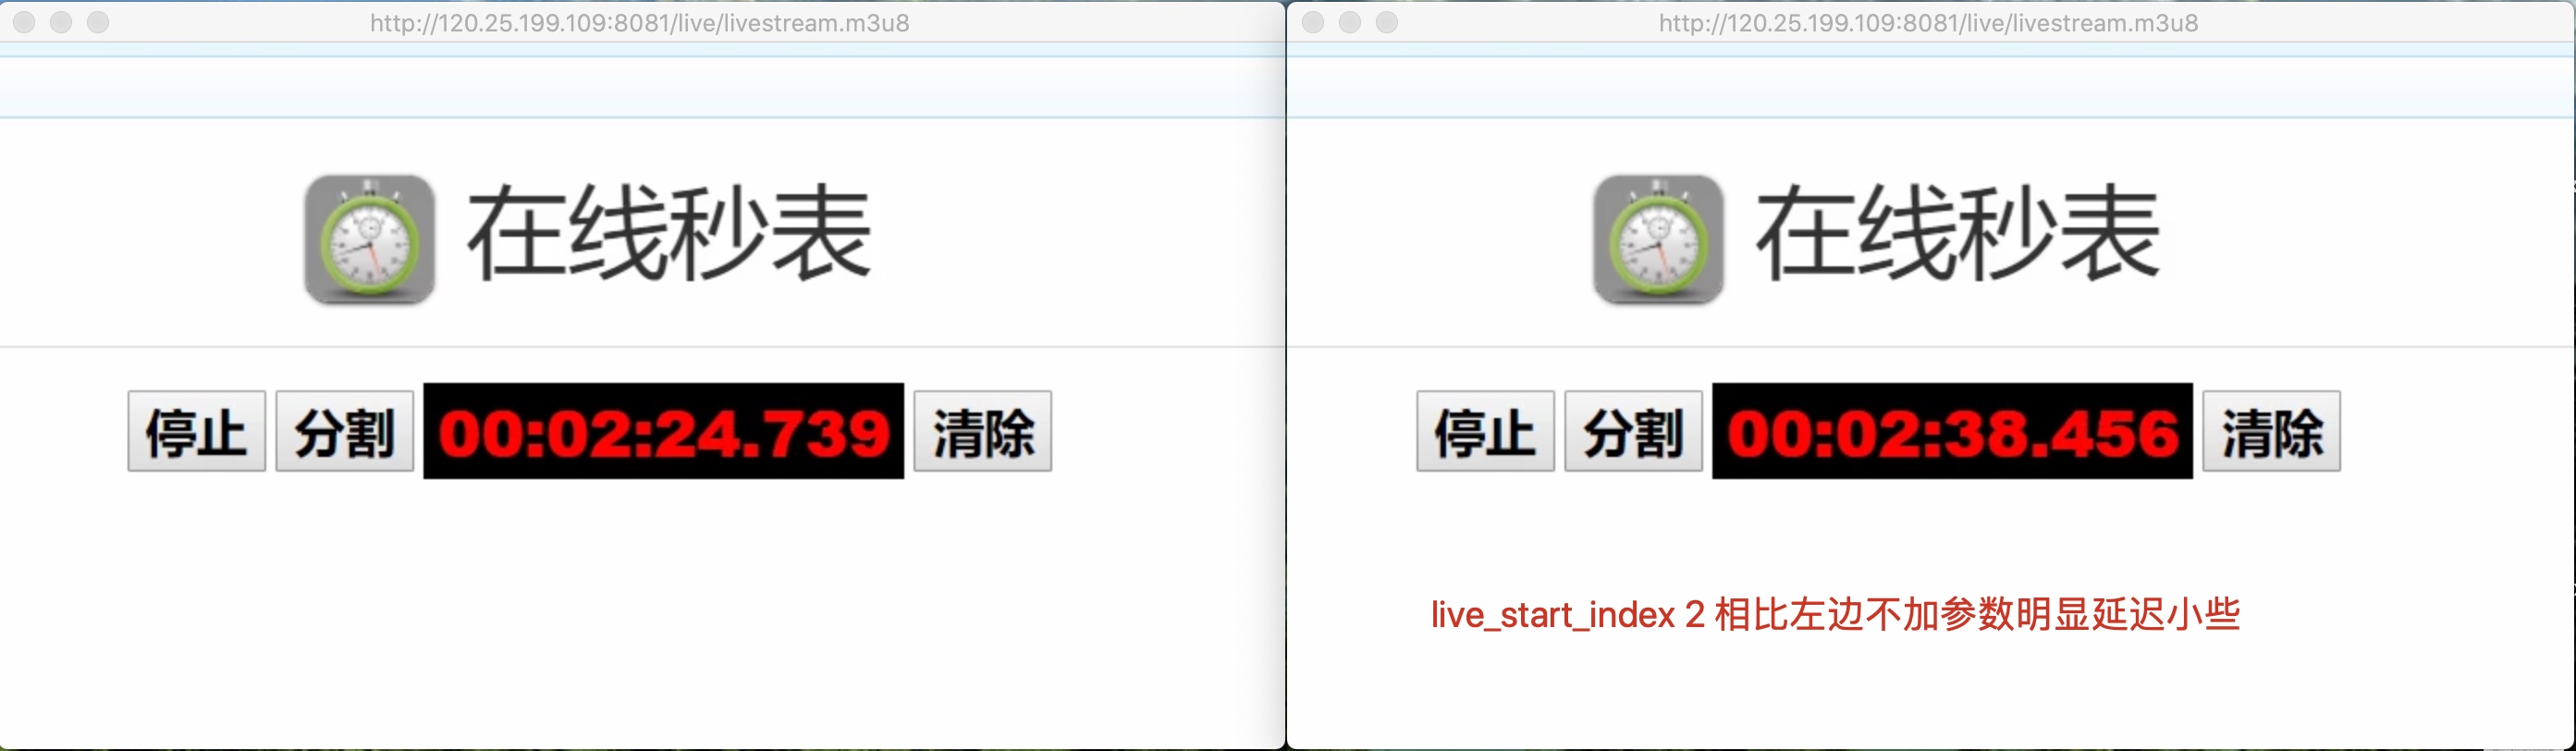 http://120.25.199.109:8081/live/livestream.m3u8
在线秒表
停止 分割 00:02:24.739 清除
http://120.25.199.109:8081/live/livestream.m3u8
在线秒表
停止 分割 00:02:38.456 清除
live_start_index 2 相比左边不加参数明显延迟小些